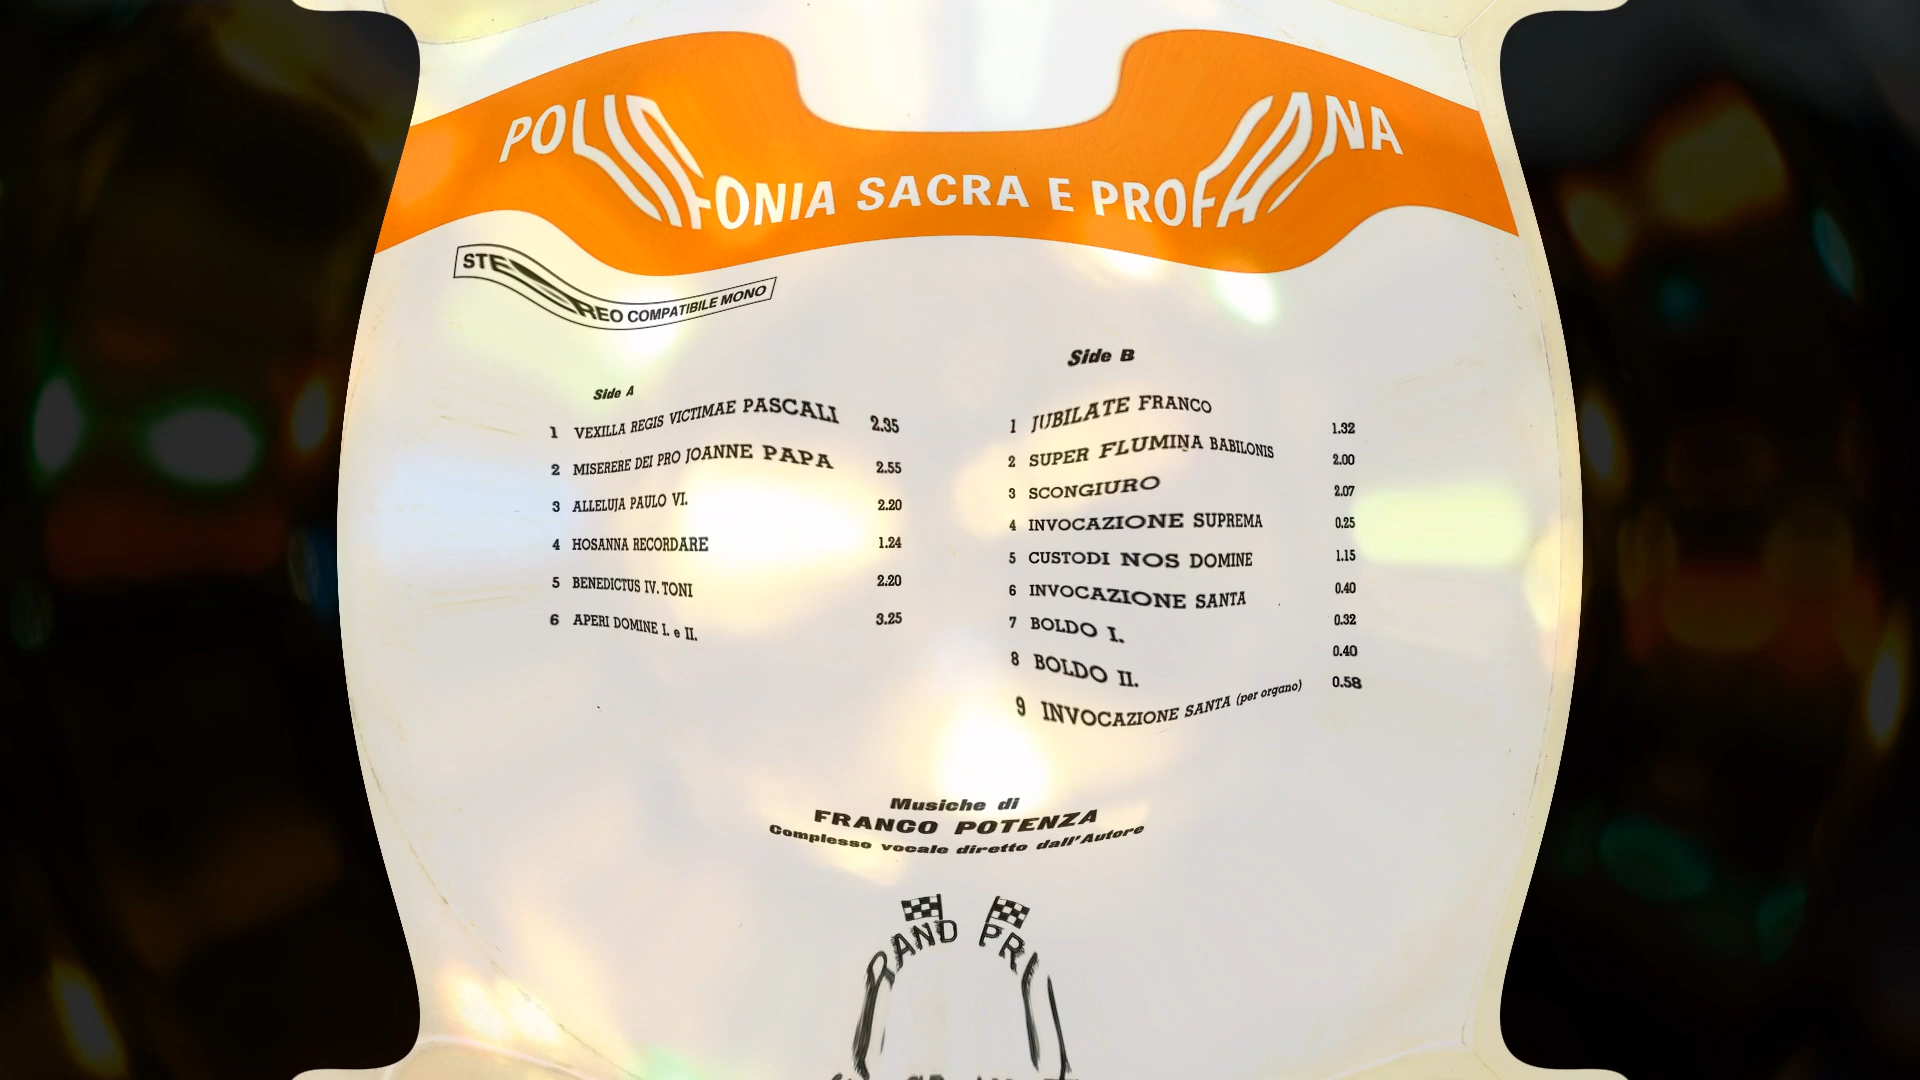 POLIFONIA SACRA E PROFANA
STEREO COMPATIBILE MONO
Side A
1 VEXILLA REGIS VICTIMAE PASCALI 2.35
2 MISERERE DEI PRO JOANNE PAPA 2.55
3 ALLELUJA PAULO VI. 2.20
4 HOSANNA RECORDARE 1.24
5 BENEDICTUS IV. TONI 2.20
6 APERI DOMINE I. e II. 3.25
Side B
1 JUBILATE FRANCO 1.32
2 SUPER FLUMINA BABILONIS 2.00
3 SCONGIURO 2.07
4 INVOCAZIONE SUPREMA 0.25
5 CUSTODI NOS DOMINE 1.15
6 INVOCAZIONE SANTA 0.40
7 BOLDO I. 0.32
8 BOLDO II. 0.40
9 INVOCAZIONE SANTA (per organo) 0.58
Musiche di
FRANCO POTENZA
Complesso vocale diretto dall'Autore
GRAND PRIX